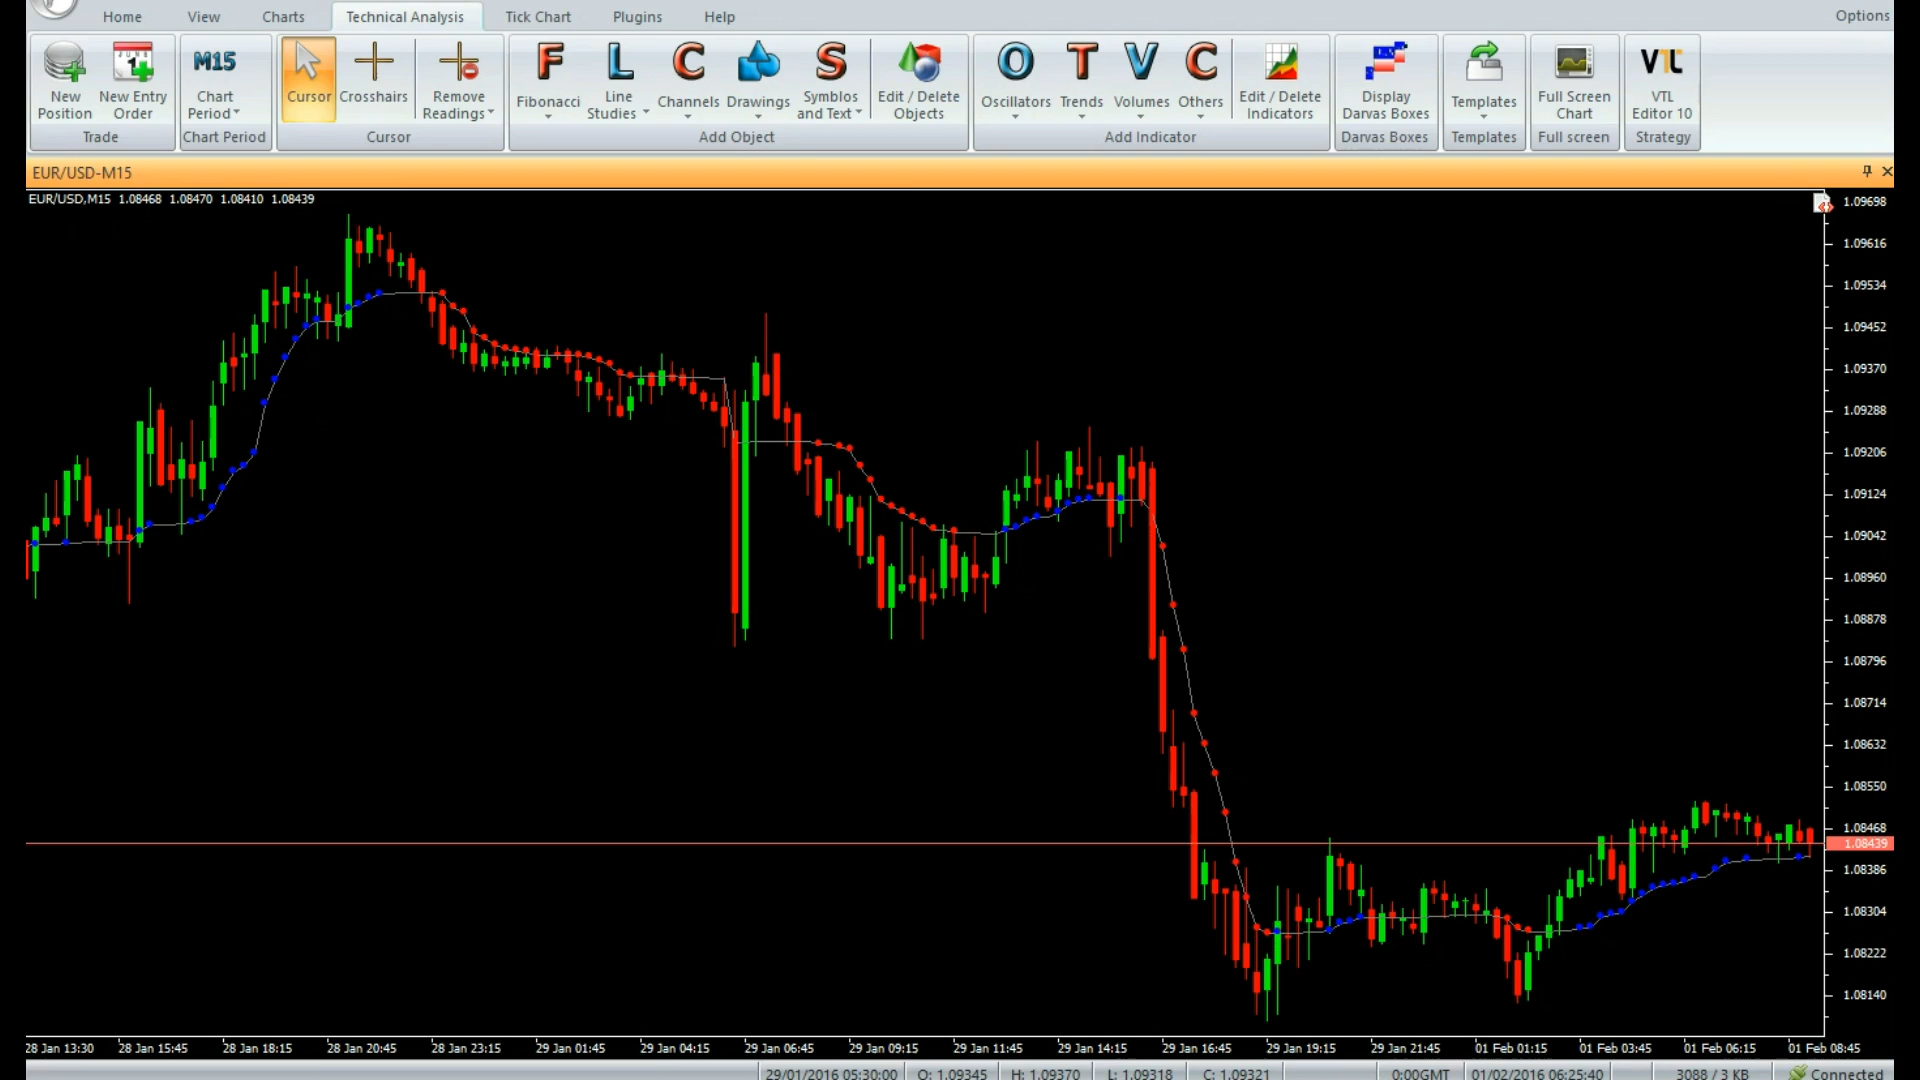 Home View Charts Technical Analysis Tick Chart Plugins Help Options
M15 F L C S O T V C VTL
New Position
New Entry Order
Chart Period
Cursor
Crosshairs
Remove Readings
Fibonacci
Line Studies
Channels
Drawings
Symblos and Text
Edit / Delete Objects
Oscillators
Trends
Volumes
Others
Edit / Delete Indicators
Display Darvas Boxes
Templates
Full Screen Chart
VTL Editor 10
Trade Chart Period Cursor Add Object Add Indicator Darvas Boxes Templates Full screen Strategy
EUR/USD-M15
EUR/USD,M15 1.08468 1.08470 1.08410 1.08439
1.09698
1.09616
1.09534
1.09452
1.09370
1.09288
1.09206
1.09124
1.09042
1.08960
1.08878
1.08796
1.08714
1.08632
1.08550
1.08468
1.08439
1.08386
1.08304
1.08222
1.08140
28 Jan 13:30 28 Jan 15:45 28 Jan 18:15 28 Jan 20:45 28 Jan 23:15 29 Jan 01:45 29 Jan 04:15 29 Jan 06:45 29 Jan 09:15 29 Jan 11:45 29 Jan 14:15 29 Jan 16:45 29 Jan 19:15 29 Jan 21:45 01 Feb 01:15 01 Feb 03:45 01 Feb 06:15 01 Feb 08:45
29/01/2016 05:30:00 O: 1.09345 H: 1.09370 L: 1.09318 C: 1.09321 0:00GMT 01/02/2016 06:25:40 3088 / 3 KB Connected